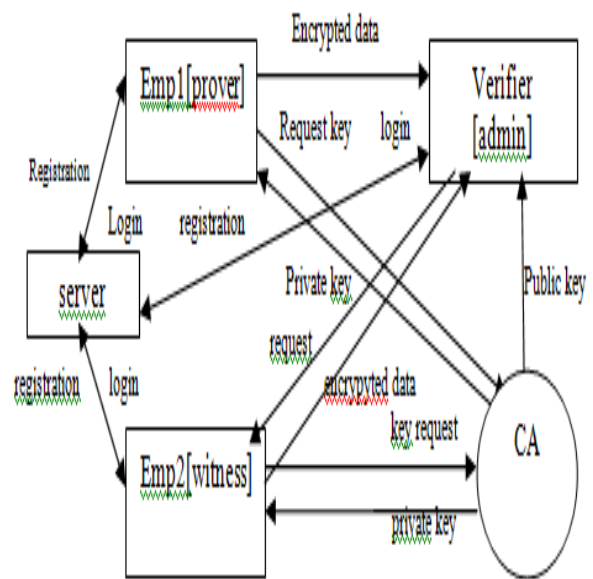 Encrypted data
Emp1[prover]
Verifier
[admin]
Request key
login
Registration
Login
registration
server
Private key
Public key
request
registration
login
encrypyted data
key request
CA
Emp2[witness]
private key